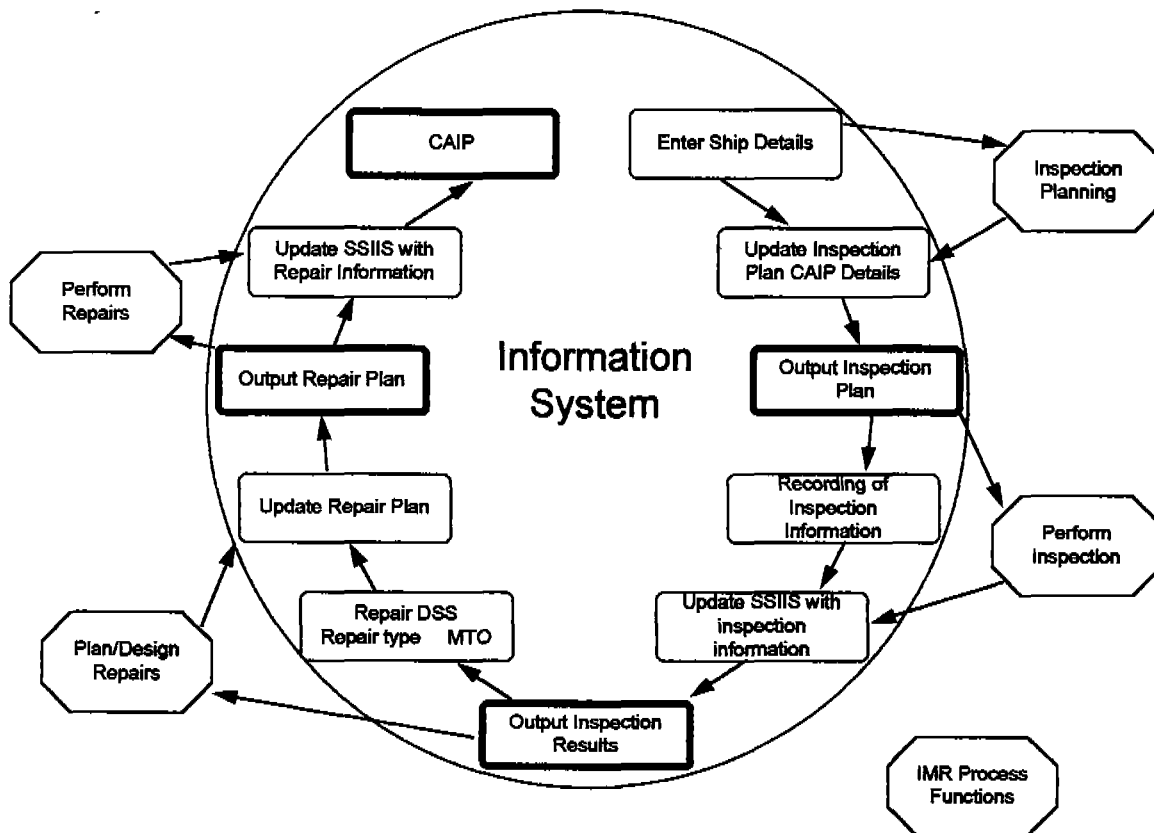 CAIP
Enter Ship Details
Inspection
Planning
Update SSIIS with
Repair Information
Update Inspection
Plan CAIP Details
Perform
Repairs
Information
System
Output Repair Plan
Output Inspection
Plan
Update Repair Plan
Recording of
Inspection
Information
Perform
inspection
Repair DSS
Repair type MTO
Update SSIIS with
inspection
information
Plan/Design
Repairs
Output Inspection
Results
IMR Process
Functions